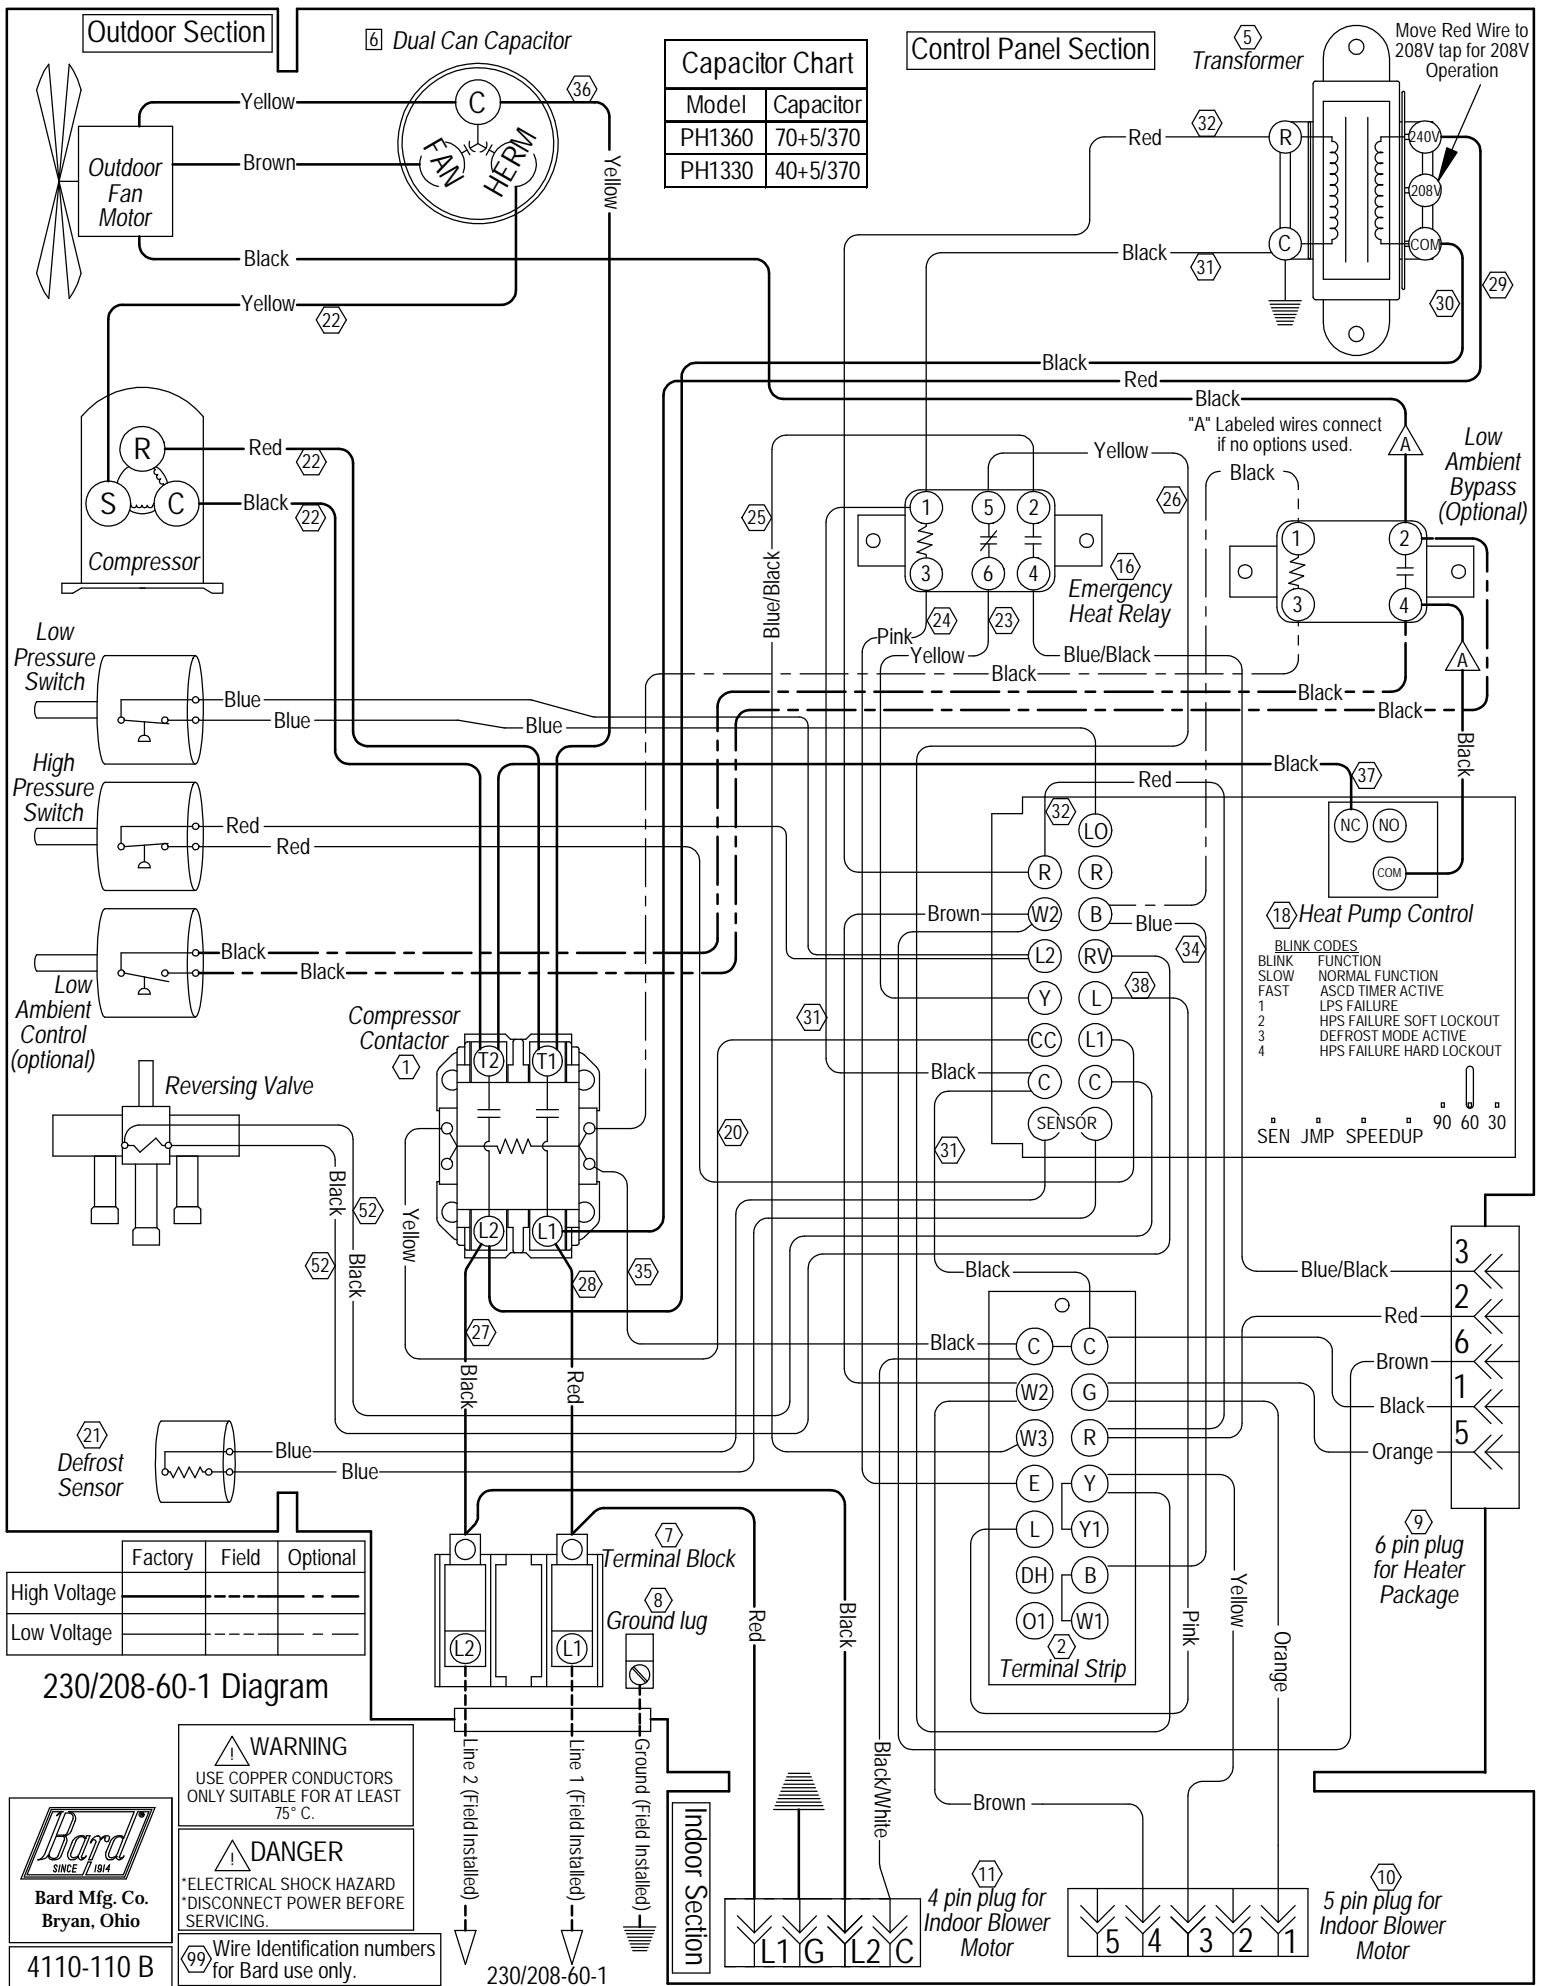 Outdoor Section
6 Dual Can Capacitor
Capacitor Chart
Model Capacitor
PH1360 70+5/370
PH1330 40+5/370
Control Panel Section
5
Transformer
Move Red Wire to
208V tap for 208V
Operation
Yellow
C
36
FAN
HERM
Brown
Outdoor
Fan
Motor
Yellow
Black
Yellow
22
Red
32
R
240V
208V
C
COM
Black
31
30
29
Black
Red
Black
"A" Labeled wires connect
if no options used.
A
Low
Ambient
Bypass
(Optional)
R
S
C
Red
22
Black
22
Compressor
25
Blue/Black
Yellow
26
Black
1
5
2
3
6
4
16
Emergency
Heat Relay
1
2
3
4
A
24
23
Pink
Yellow
Blue/Black
Black
Black
Black
Black
Low
Pressure
Switch
Blue
Blue
Blue
High
Pressure
Switch
Red
Red
Low
Ambient
Control
(optional)
Black
Black
Black
37
Red
32
LO
R
R
W2
B
L2
RV
Y
L
CC
L1
C
C
SENSOR
Brown
Blue
34
38
31
Black
31
20
NC
NO
COM
18
Heat Pump Control
BLINK CODES
BLINK FUNCTION
SLOW NORMAL FUNCTION
FAST ASCD TIMER ACTIVE
1 LPS FAILURE
2 HPS FAILURE SOFT LOCKOUT
3 DEFROST MODE ACTIVE
4 HPS FAILURE HARD LOCKOUT
SEN JMP SPEEDUP 90 60 30
Compressor
Contactor
1
T2
T1
L2
L1
Reversing Valve
Black
52
52
Black
Yellow
35
28
27
Black
Red
21
Defrost
Sensor
Blue
Blue
Black
Black
C
C
W2
G
W3
R
E
Y
L
Y1
DH
B
O1
W1
2
Terminal Strip
Blue/Black
3
Red
2
Brown
6
Black
1
Orange
5
9
6 pin plug
for Heater
Package
Factory Field Optional
High Voltage
Low Voltage
230/208-60-1 Diagram
7
Terminal Block
8
Ground lug
L2
L1
Red
Black
Pink
Yellow
Orange
Black/White
Brown
Line 2 (Field Installed)
Line 1 (Field Installed)
Ground (Field Installed)
230/208-60-1
Indoor Section
L1 G L2 C
11
4 pin plug for
Indoor Blower
Motor
5 4 3 2 1
10
5 pin plug for
Indoor Blower
Motor
WARNING
USE COPPER CONDUCTORS
ONLY SUITABLE FOR AT LEAST
75° C.
DANGER
*ELECTRICAL SHOCK HAZARD
*DISCONNECT POWER BEFORE
SERVICING.
99 Wire Identification numbers
for Bard use only.
Bard®
SINCE 1914
Bard Mfg. Co.
Bryan, Ohio
4110-110 B